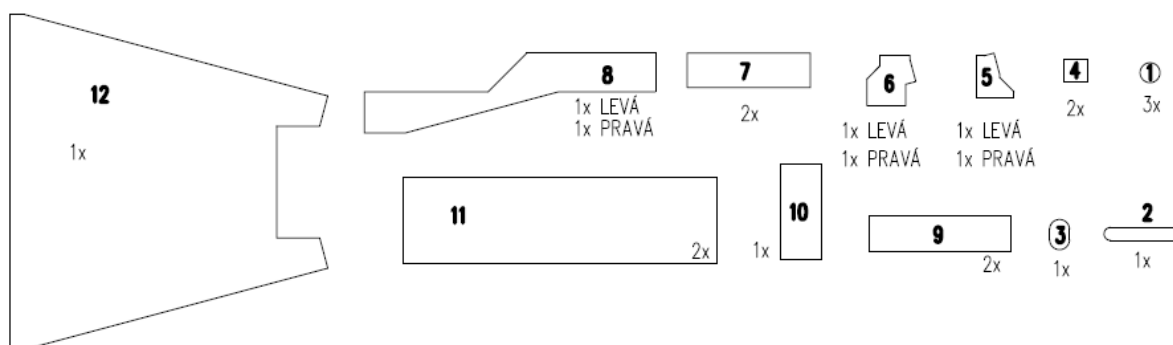 12
1x
8
1x LEVÁ
1x PRAVÁ
7
2x
6
1x LEVÁ
1x PRAVÁ
5
1x LEVÁ
1x PRAVÁ
4
2x
1
3x
11
2x
10
1x
9
2x
3
1x
2
1x